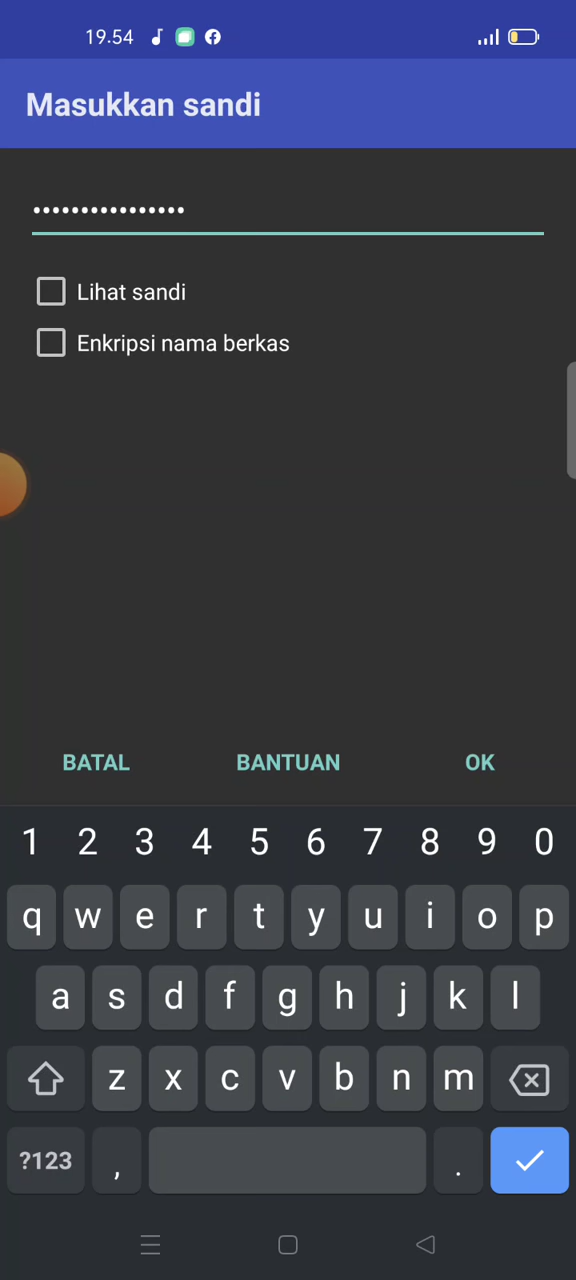 19.54
Masukkan sandi
••••••••••••••••
Lihat sandi
Enkripsi nama berkas
BATAL BANTUAN OK
1 2 3 4 5 6 7 8 9 0
q w e r t y u i o p
a s d f g h j k l
z x c v b n m
?123 , .